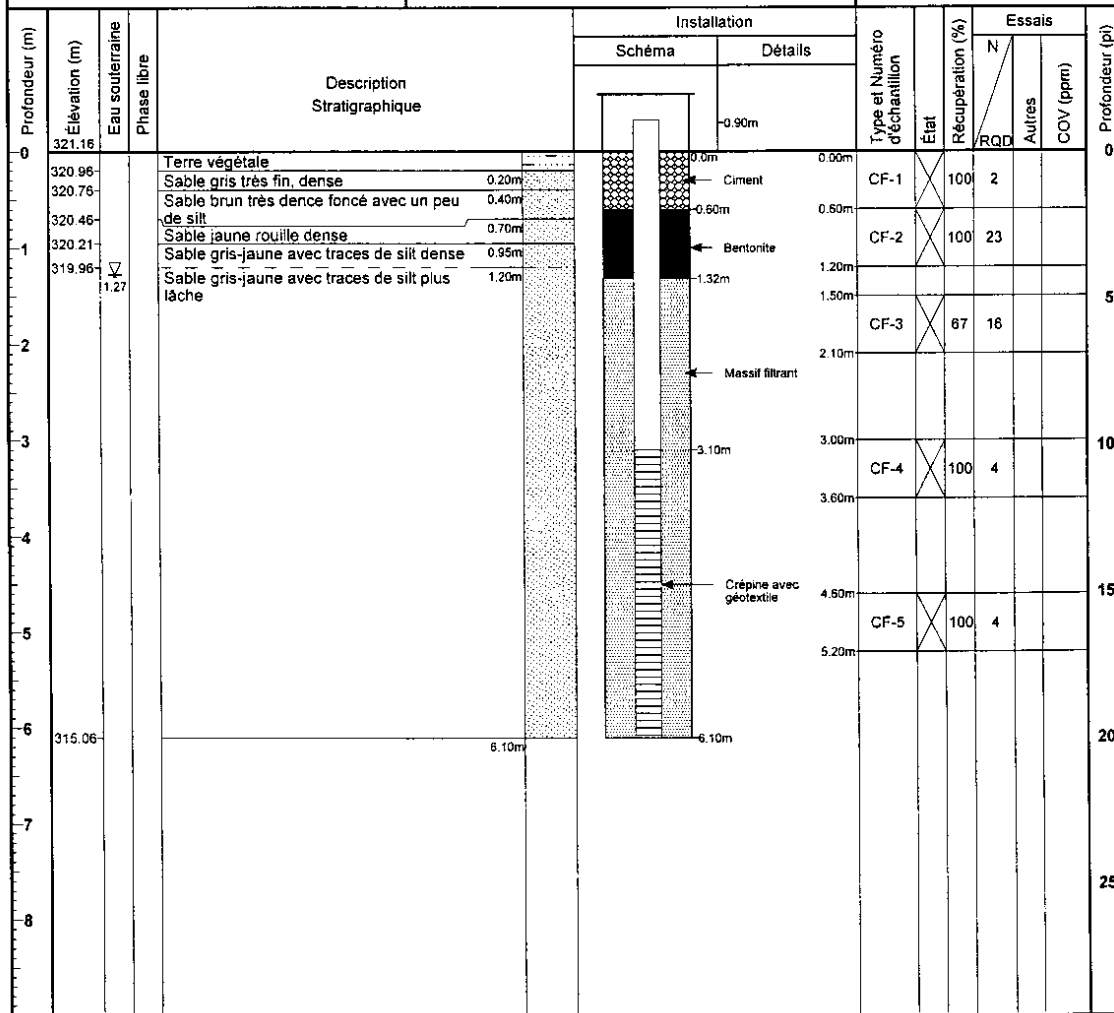 Profondeur (m)
Élévation (m)
Eau souterraine
Phase libre
Description
Stratigraphique
Installation
Schéma
Détails
Type et Numéro
d'échantillon
État
Récupération (%)
Essais
N
RQD
Autres
COV (ppm)
Profondeur (pi)
321.16
0.90m
0
0.0m
0.00m
0
320.96
Terre végétale
Ciment
CF-1
100
2
320.76
Sable gris très fin, dense
0.20m
320.46
Sable brun très dence foncé avec un peu
de silt
0.40m
0.60m
0.60m
Sable jaune rouille dense
0.70m
CF-2
100
23
1
320.21
Sable gris-jaune avec traces de silt dense
0.95m
Bentonite
319.96
1.27
Sable gris-jaune avec traces de silt plus
lâche
1.20m
1.32m
1.20m
1.50m
5
CF-3
67
16
2
2.10m
Massif filtrant
3
3.10m
3.00m
10
CF-4
100
4
3.60m
4
Crépine avec
géotextile
4.60m
15
CF-5
100
4
5
5.20m
6
315.06
6.10m
6.10m
20
7
25
8